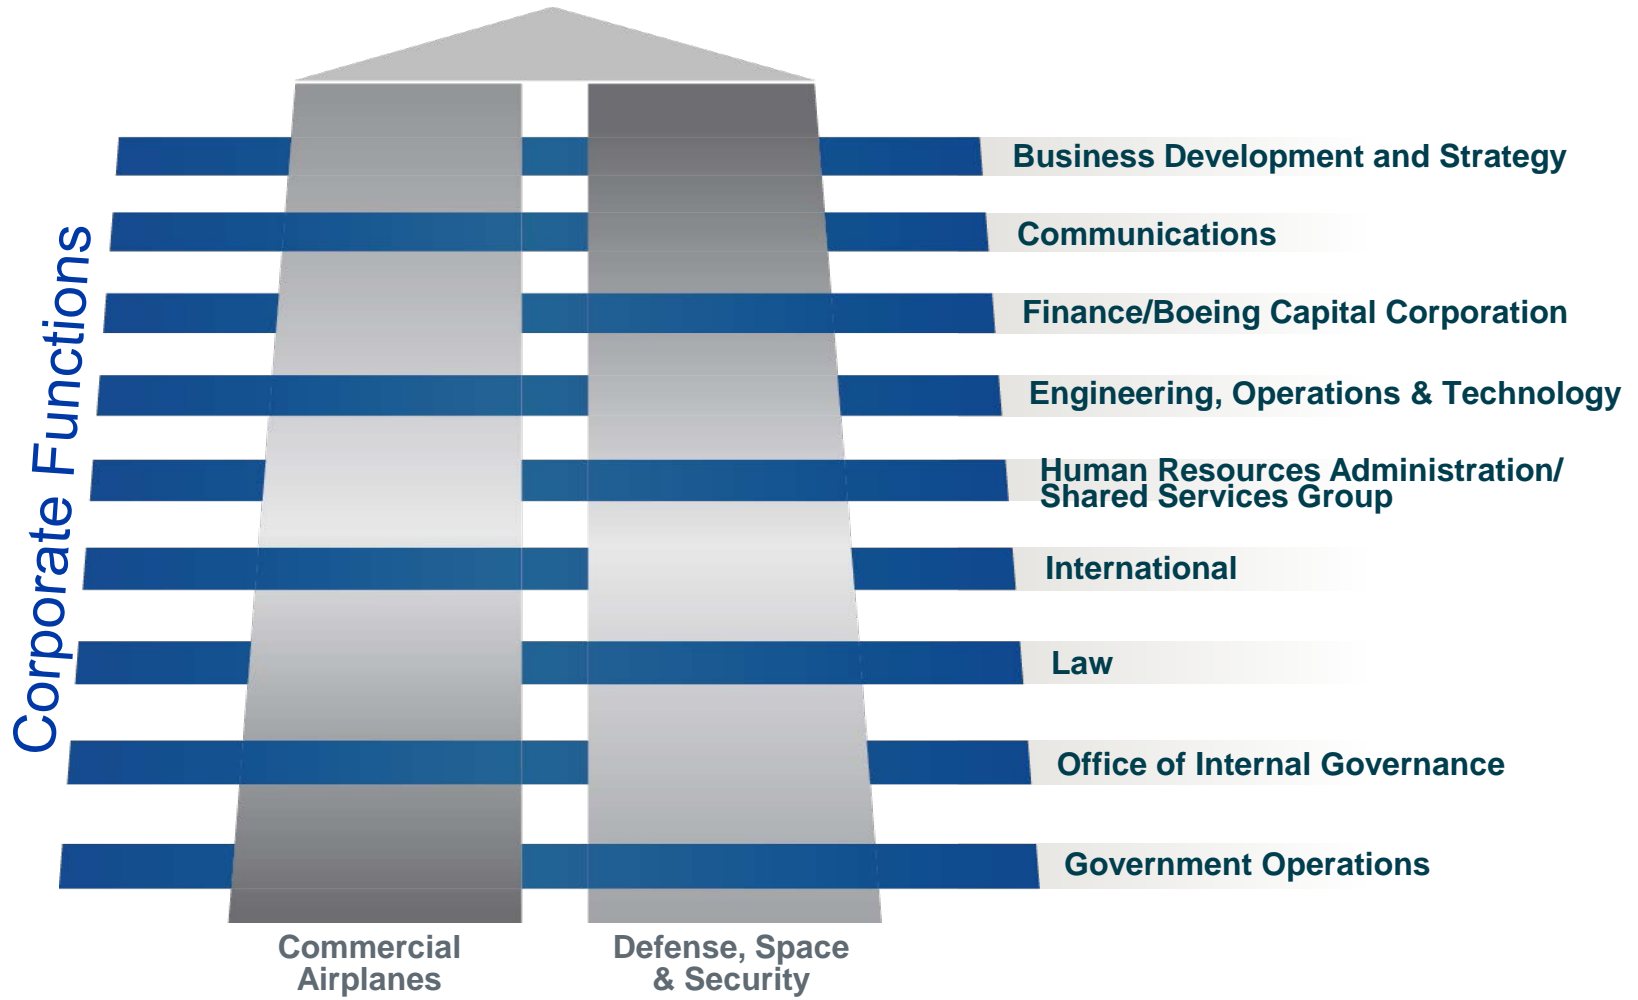 Corporate Functions
Business Development and Strategy
Communications
Finance/Boeing Capital Corporation
Engineering, Operations & Technology
Human Resources Administration/
Shared Services Group
International
Law
Office of Internal Governance
Government Operations
Commercial
Airplanes
Defense, Space
& Security